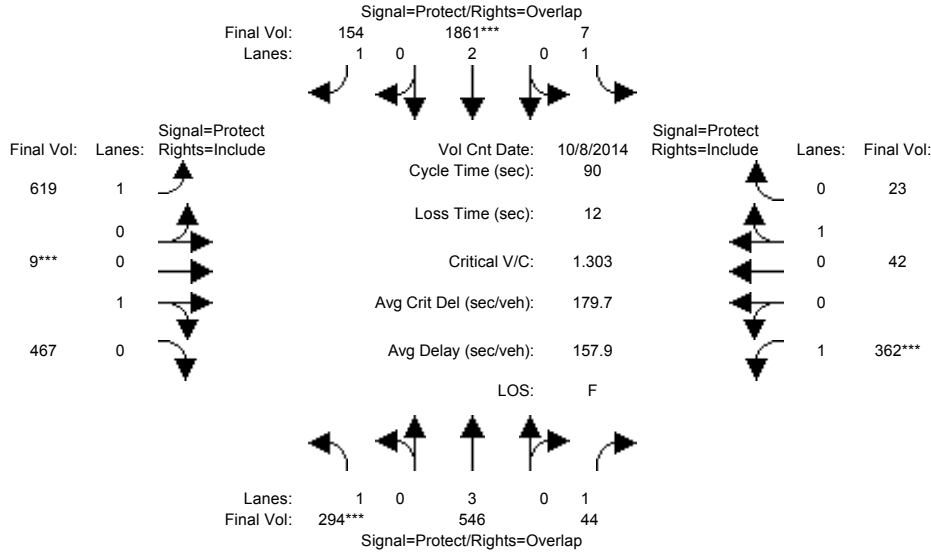 Signal=Protect/Rights=Overlap
Final Vol: 154 1861*** 7
Lanes: 1 0 2 0 1
Signal=Protect Signal=Protect
Final Vol: Lanes: Rights=Include Vol Cnt Date: 10/8/2014 Rights=Include Lanes: Final Vol:
Cycle Time (sec): 90
619 1 0 23
Loss Time (sec): 12
0 1
9*** 0 Critical V/C: 1.303 0 42
1 Avg Crit Del (sec/veh): 179.7 0
467 0 Avg Delay (sec/veh): 157.9 1 362***
LOS: F
Lanes: 1 0 3 0 1
Final Vol: 294*** 546 44
Signal=Protect/Rights=Overlap